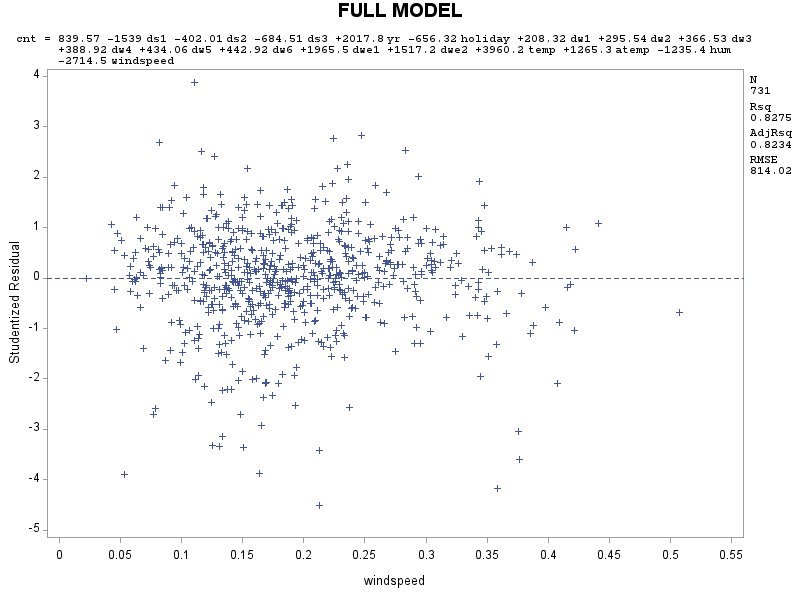 FULL MODEL
cnt = 839.57 -1539 ds1 -402.01 ds2 -684.51 ds3 +2017.8 yr -656.32 holiday +208.32 dw1 +295.54 dw2 +366.53 dw3
+388.92 dw4 +434.06 dw5 +442.92 dw6 +1965.5 dwe1 +1517.2 dwe2 +3960.2 temp +1265.3 atemp -1235.4 hum
-2714.5 windspeed
N
731
Rsq
0.8275
AdjRsq
0.8234
RMSE
814.02
Studentized Residual
4
3
2
1
0
-1
-2
-3
-4
-5
0 0.05 0.1 0.15 0.2 0.25 0.3 0.35 0.4 0.45 0.5 0.55
windspeed